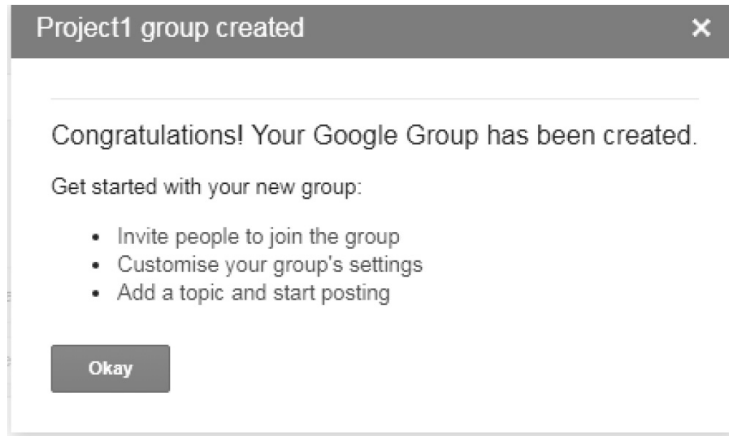 Project1 group created
Congratulations! Your Google Group has been created.
Get started with your new group:
• Invite people to join the group
• Customise your group's settings
• Add a topic and start posting
Okay